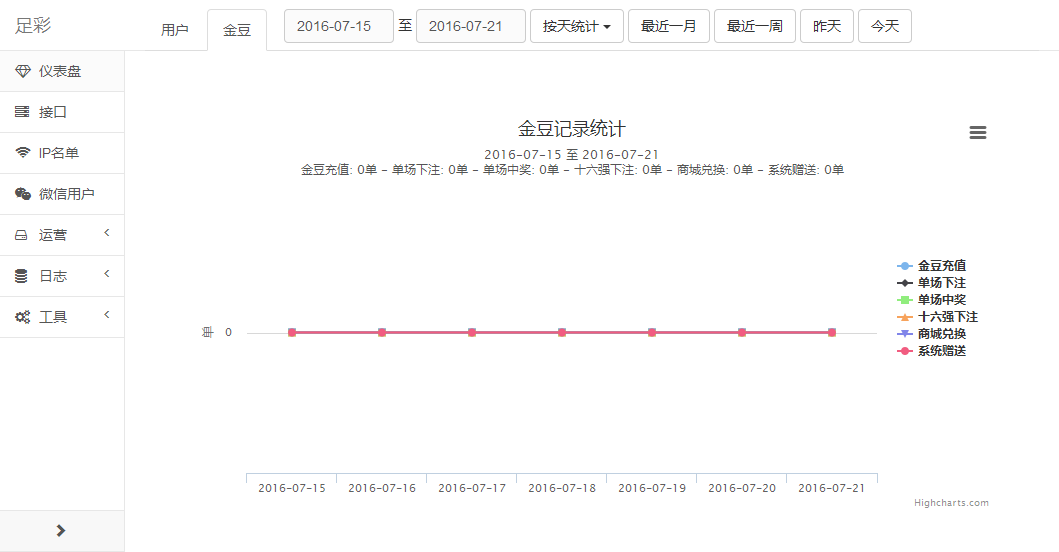 足彩
用户
金豆
2016-07-15 至 2016-07-21 按天统计 最近一月 最近一周 昨天 今天
仪表盘
接口
IP名单
微信用户
运营
日志
工具
金豆记录统计
2016-07-15 至 2016-07-21
金豆充值: 0单 - 单场下注: 0单 - 单场中奖: 0单 - 十六强下注: 0单 - 商城兑换: 0单 - 系统赠送: 0单
单
0
金豆充值
单场下注
单场中奖
十六强下注
商城兑换
系统赠送
2016-07-15 2016-07-16 2016-07-17 2016-07-18 2016-07-19 2016-07-20 2016-07-21
Highcharts.com